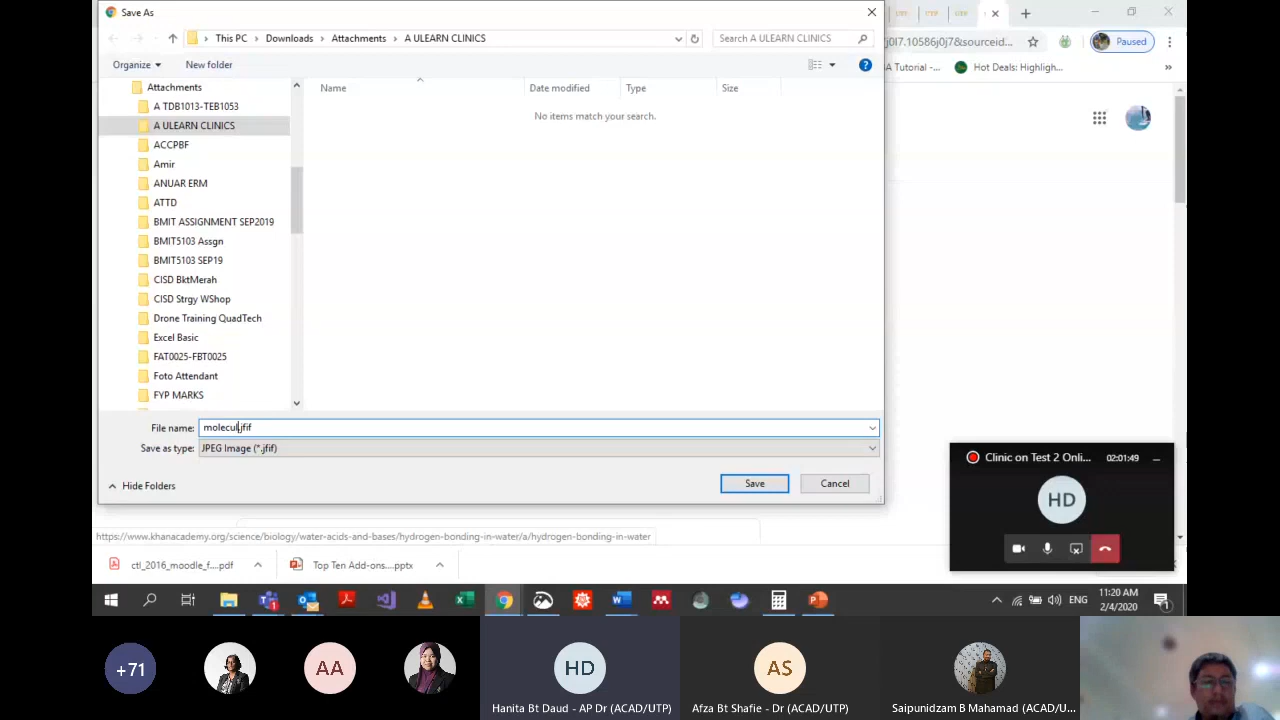 Save As
This PC > Downloads > Attachments > A ULEARN CLINICS
Search A ULEARN CLINICS
Organize
New folder
Attachments
A TDB1013-TEB1053
A ULEARN CLINICS
ACCPBF
Amir
ANUAR ERM
ATTD
BMIT ASSIGNMENT SEP2019
BMIT5103 Assgn
BMIT5103 SEP19
CISD BktMerah
CISD Strgy WShop
Drone Training QuadTech
Excel Basic
FAT0025-FBT0025
Foto Attendant
FYP MARKS
Name
Date modified
Type
Size
No items match your search.
File name:
molecul.jfif
Save as type:
JPEG Image (*.jfif)
Hide Folders
Save
Cancel
UTP
j0l7.10586j0j7&sourceid...
Paused
A Tutorial -...
Hot Deals: Highligh...
»
https://www.khanacademy.org/science/biology/water-acids-and-bases/hydrogen-bonding-in-water/a/hydrogen-bonding-in-water
ctl_2016_moodle_f....pdf
Top Ten Add-ons....pptx
Clinic on Test 2 Onli...
02:01:49
HD
ENG
11:20 AM
2/4/2020
+71
AA
HD
Hanita Bt Daud - AP Dr (ACAD/UTP)
AS
Afza Bt Shafie - Dr (ACAD/UTP)
Saipunidzam B Mahamad (ACAD/U...